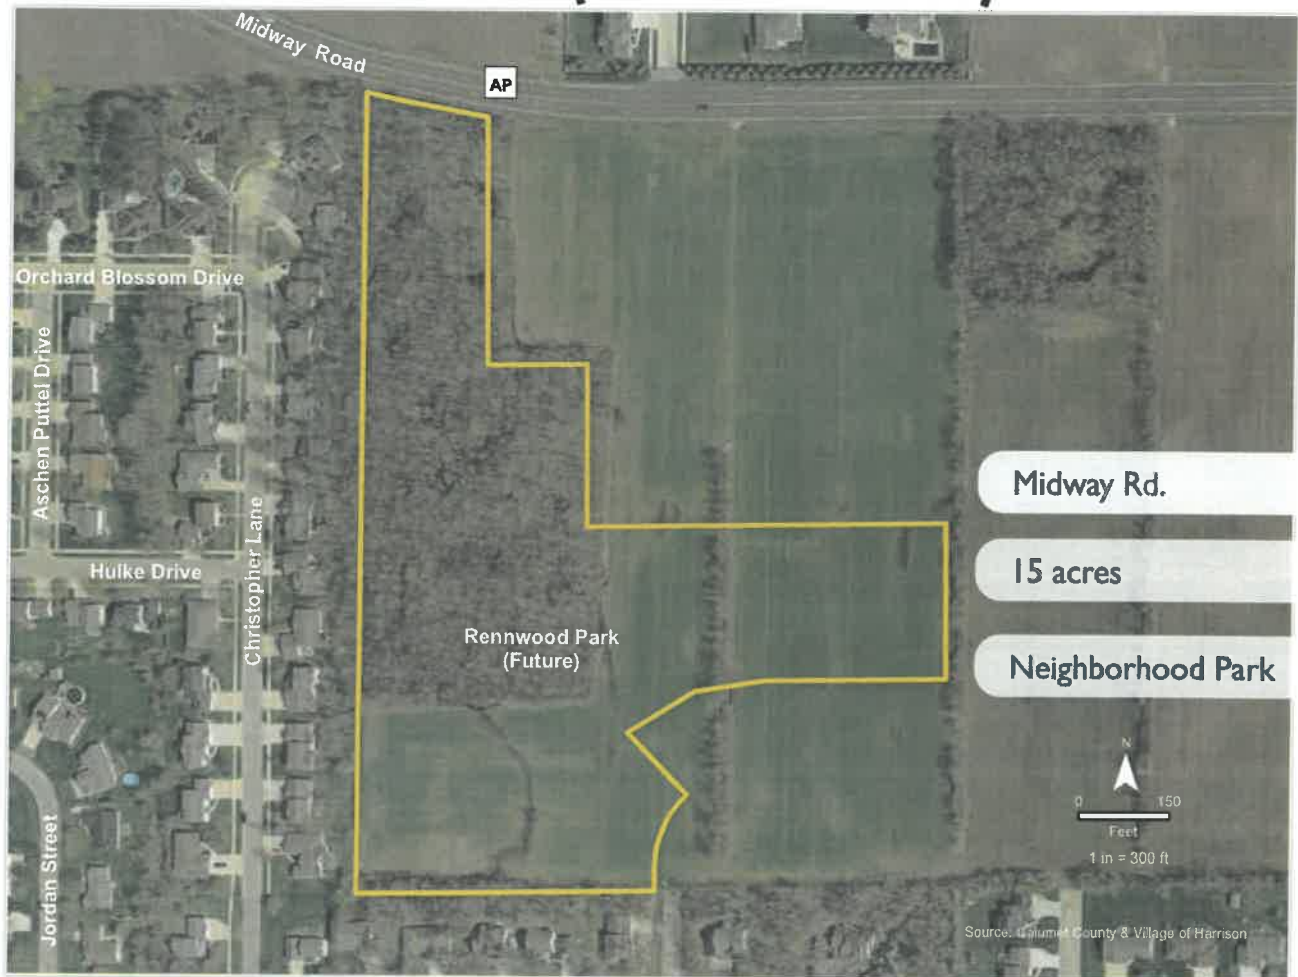 Midway Road
AP
Orchard Blossom Drive
Aschen Puttel Drive
Christopher Lane
Hulke Drive
Jordan Street
Rennwood Park
(Future)
Midway Rd.
15 acres
Neighborhood Park
N
0 150
Feet
1 in = 300 ft
Source: Calumet County & Village of Harrison